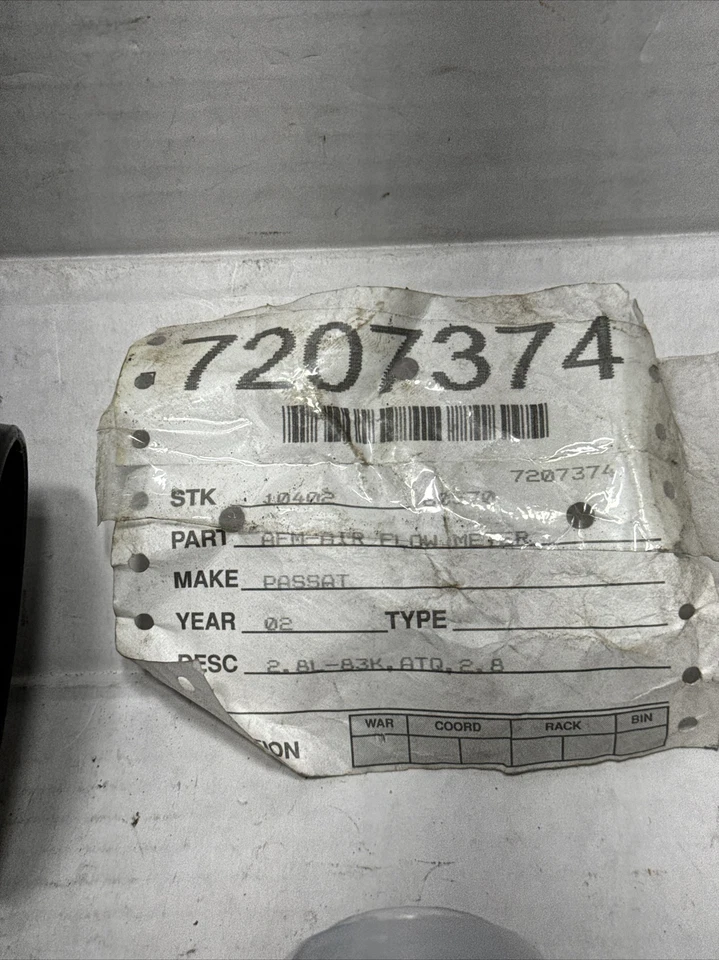 7207374
7207374
STK 10402
PART AFM-AIR FLOW METER
MAKE PASSAT
YEAR 02 TYPE
DESC 2.8L-83K,ATQ,2.8
WAR COORD RACK BIN